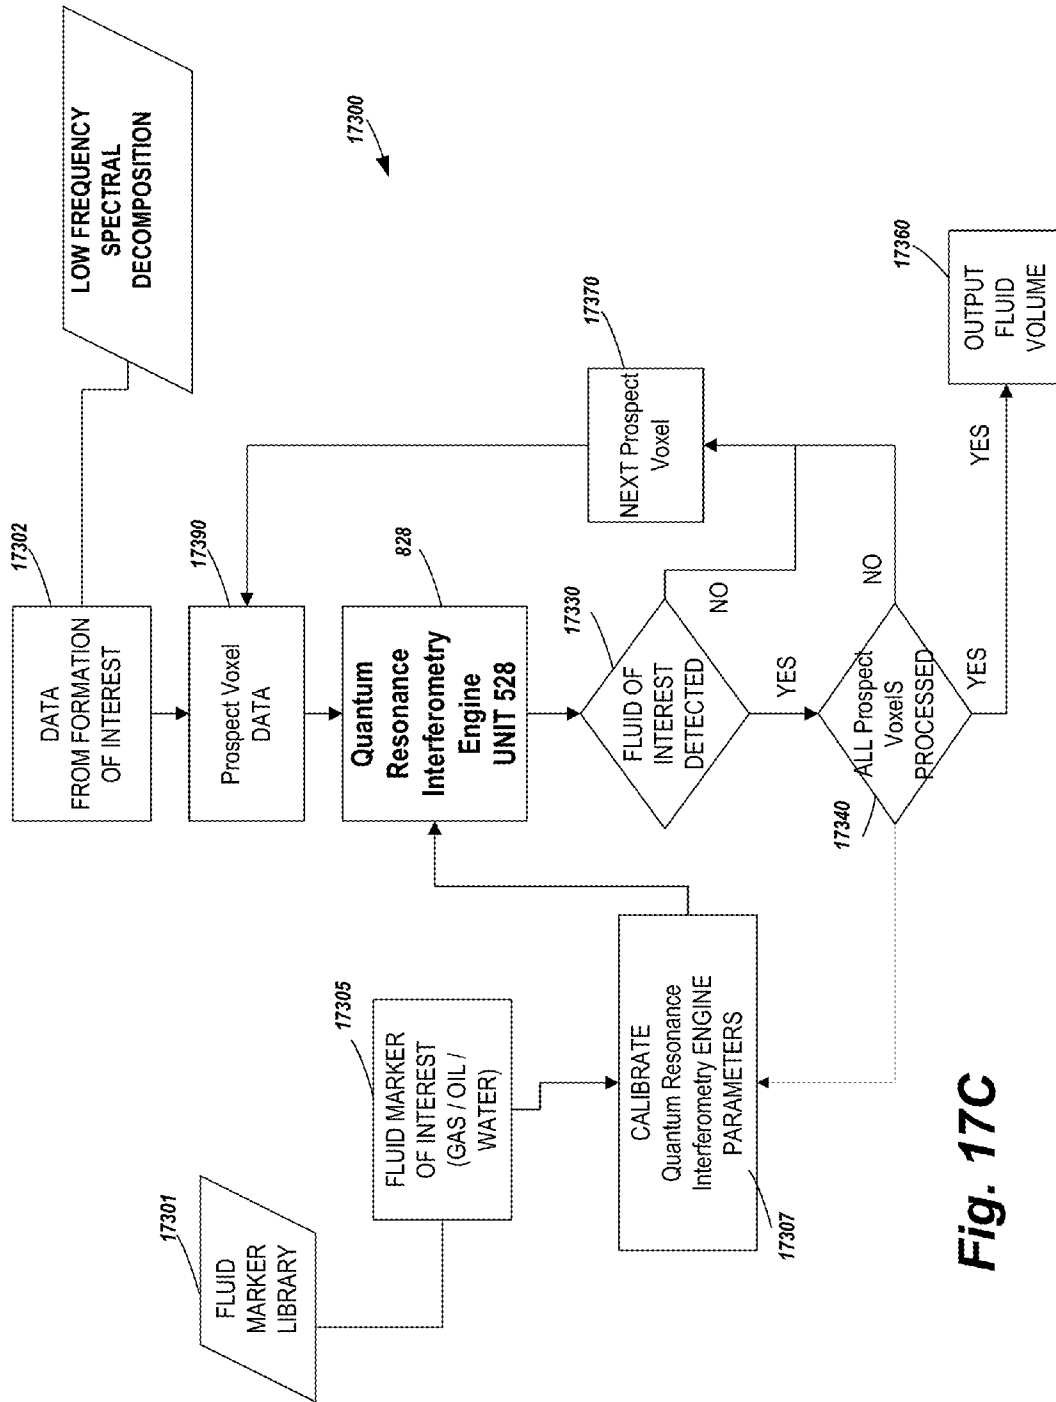 17301
FLUID
MARKER
LIBRARY
17305
FLUID MARKER
OF INTEREST
(GAS / OIL /
WATER)
CALIBRATE
Quantum Resonance
Interferometry ENGINE
PARAMETERS
17307
17302
DATA
FROM FORMATION
OF INTEREST
17390
Prospect Voxel
DATA
828
Quantum
Resonance
Interferometry
Engine
UNIT 528
17330
FLUID OF
INTEREST
DETECTED
NO
YES
17340
ALL Prospect
VoxelS
PROCESSED
NO
YES
17370
NEXT Prospect
Voxel
YES
17360
OUTPUT
FLUID
VOLUME
LOW FREQUENCY
SPECTRAL
DECOMPOSITION
17300
Fig. 17C